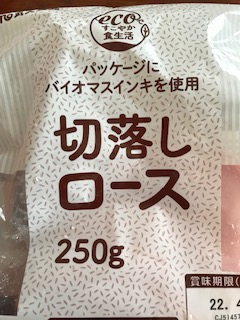 eco
すこやか
食生活
パッケージに
バイオマスインキを使用
切落し
ロース
250g
賞味期限(
22. 4
CJ5I457